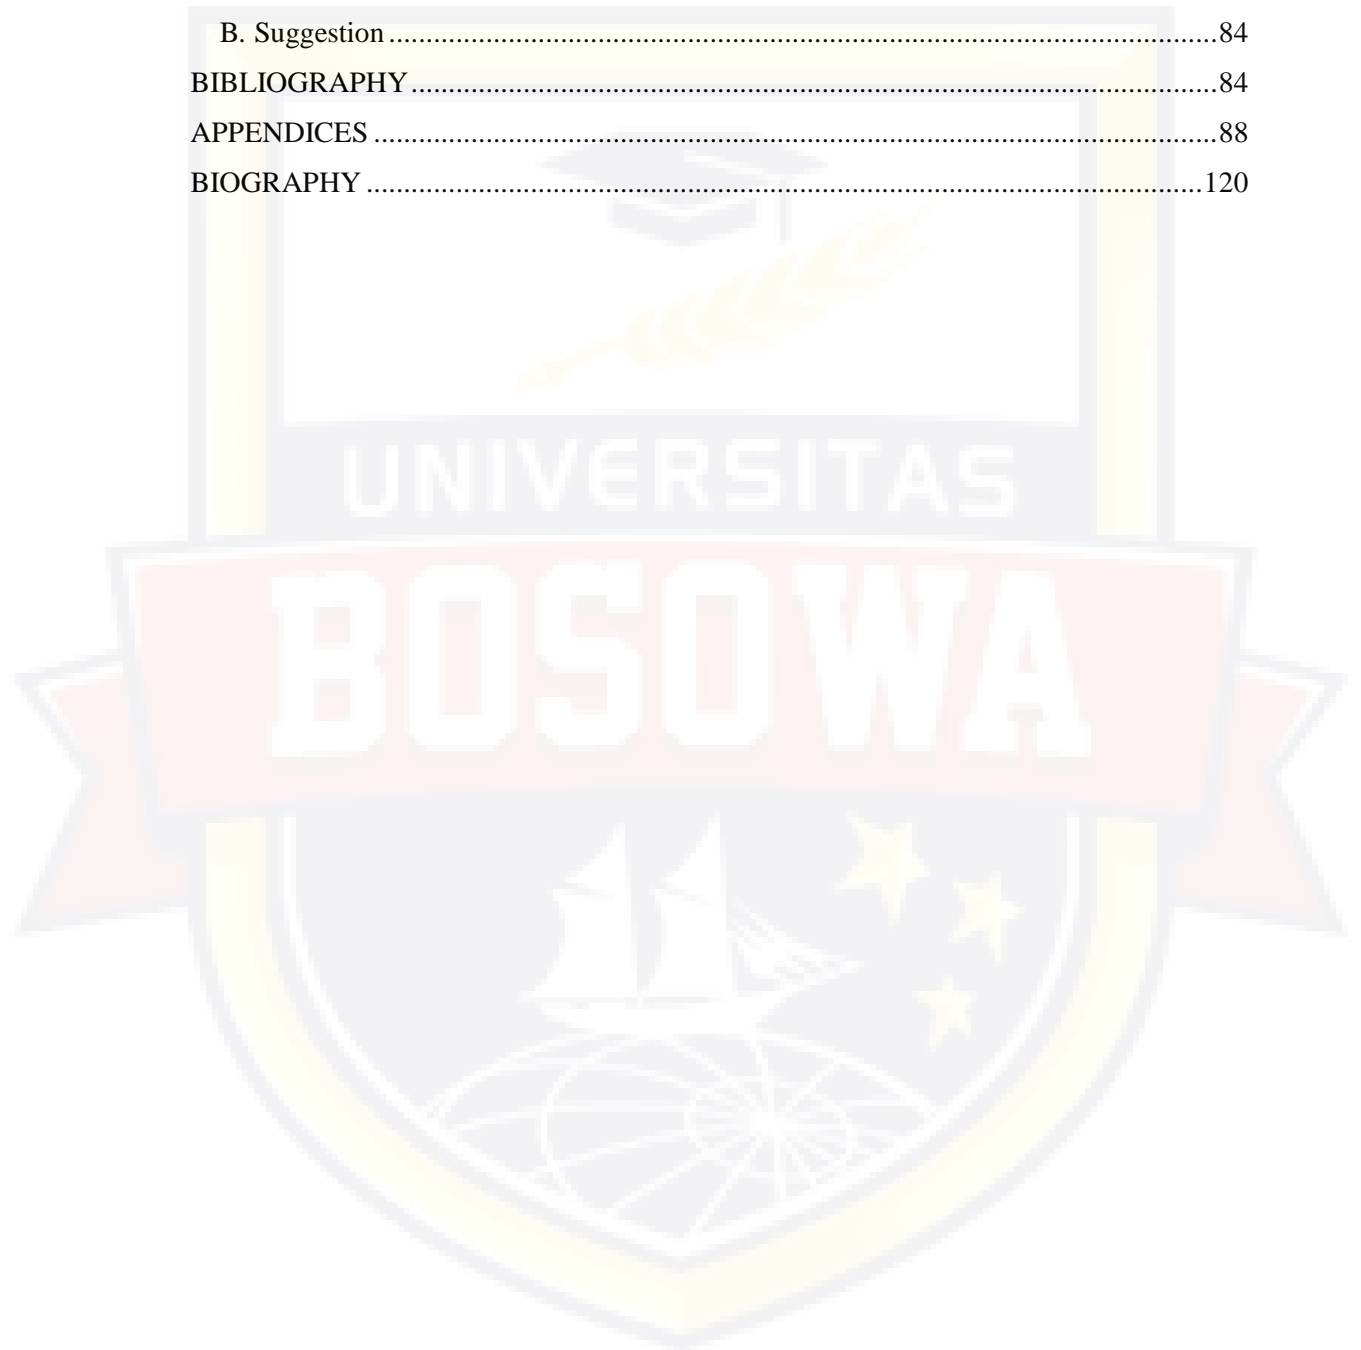 B. Suggestion........................................................................................................84
BIBLIOGRAPHY........................................................................................................84
APPENDICES........................................................................................................88
BIOGRAPHY........................................................................................................120
UNIVERSITAS
BOSOWA